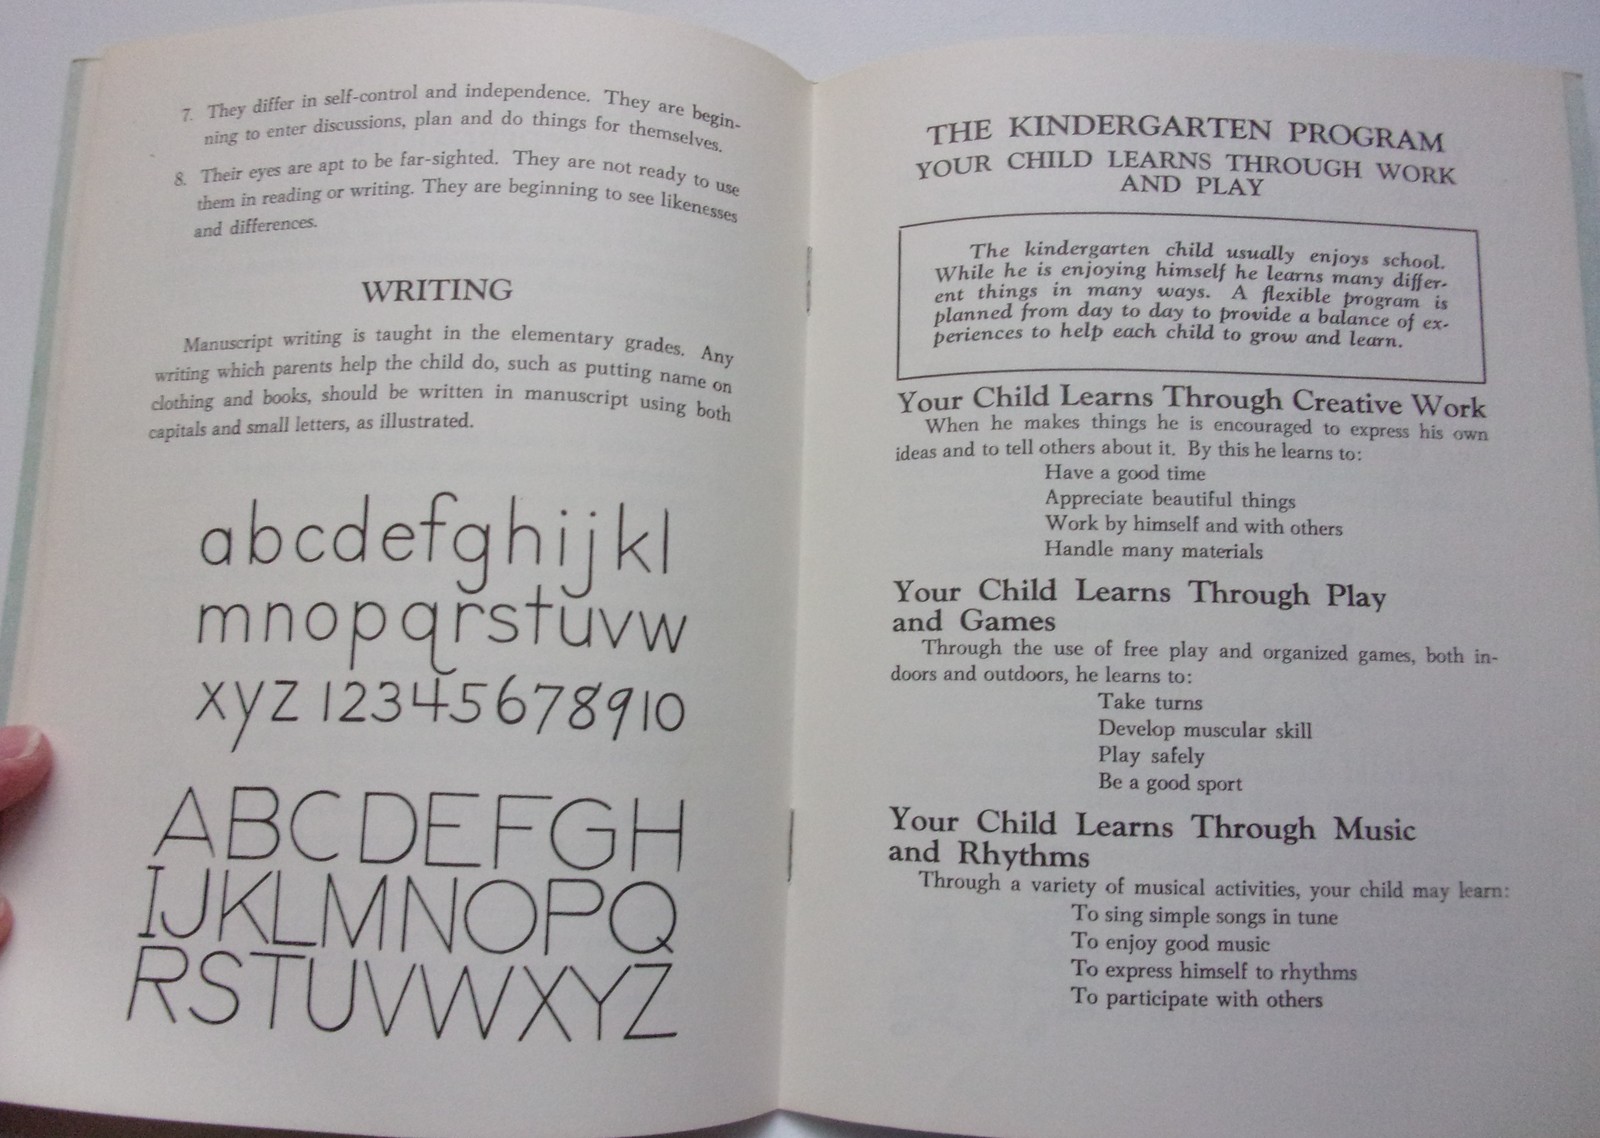 7. They differ in self-control and independence. They are begin-
ning to enter discussions, plan and do things for themselves.
8. Their eyes are apt to be far-sighted. They are not ready to use
them in reading or writing. They are beginning to see likenesses
and differences.
WRITING
Manuscript writing is taught in the elementary grades. Any
writing which parents help the child do, such as putting name on
clothing and books, should be written in manuscript using both
capitals and small letters, as illustrated.
abcdefghijkl
mnopqrstuvw
xyz 12345678910
ABCDEFGH
IJKLMNOPQ
RSTUVWXYZ
THE KINDERGARTEN PROGRAM
YOUR CHILD LEARNS THROUGH WORK
AND PLAY
The kindergarten child usually enjoys school.
While he is enjoying himself he learns many differ-
ent things in many ways. A flexible program is
planned from day to day to provide a balance of ex-
periences to help each child to grow and learn.
Your Child Learns Through Creative Work
When he makes things he is encouraged to express his own
ideas and to tell others about it. By this he learns to:
Have a good time
Appreciate beautiful things
Work by himself and with others
Handle many materials
Your Child Learns Through Play
and Games
Through the use of free play and organized games, both in-
doors and outdoors, he learns to:
Take turns
Develop muscular skill
Play safely
Be a good sport
Your Child Learns Through Music
and Rhythms
Through a variety of musical activities, your child may learn:
To sing simple songs in tune
To enjoy good music
To express himself to rhythms
To participate with others